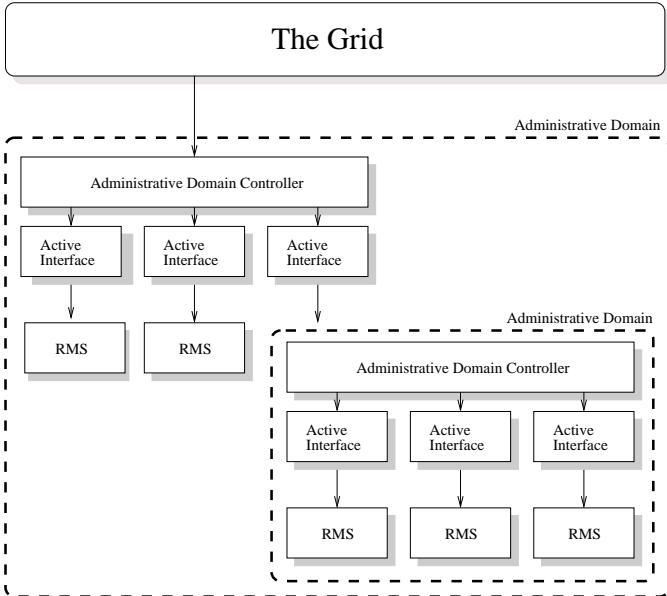 The Grid
Administrative Domain
Administrative Domain Controller
Active
Interface
Active
Interface
Active
Interface
RMS
RMS
Administrative Domain
Administrative Domain Controller
Active
Interface
Active
Interface
Active
Interface
RMS
RMS
RMS